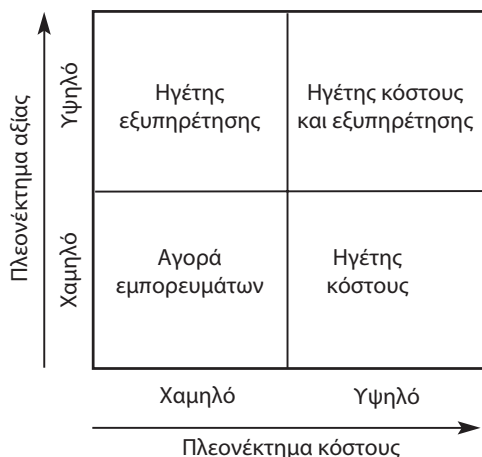 Πλεονέκτημα αξίας
Υψηλό
Χαμηλό
Ηγέτης
εξυπηρέτησης
Ηγέτης κόστους
και εξυπηρέτησης
Αγορά
εμπορευμάτων
Ηγέτης
κόστους
Χαμηλό
Υψηλό
Πλεονέκτημα κόστους